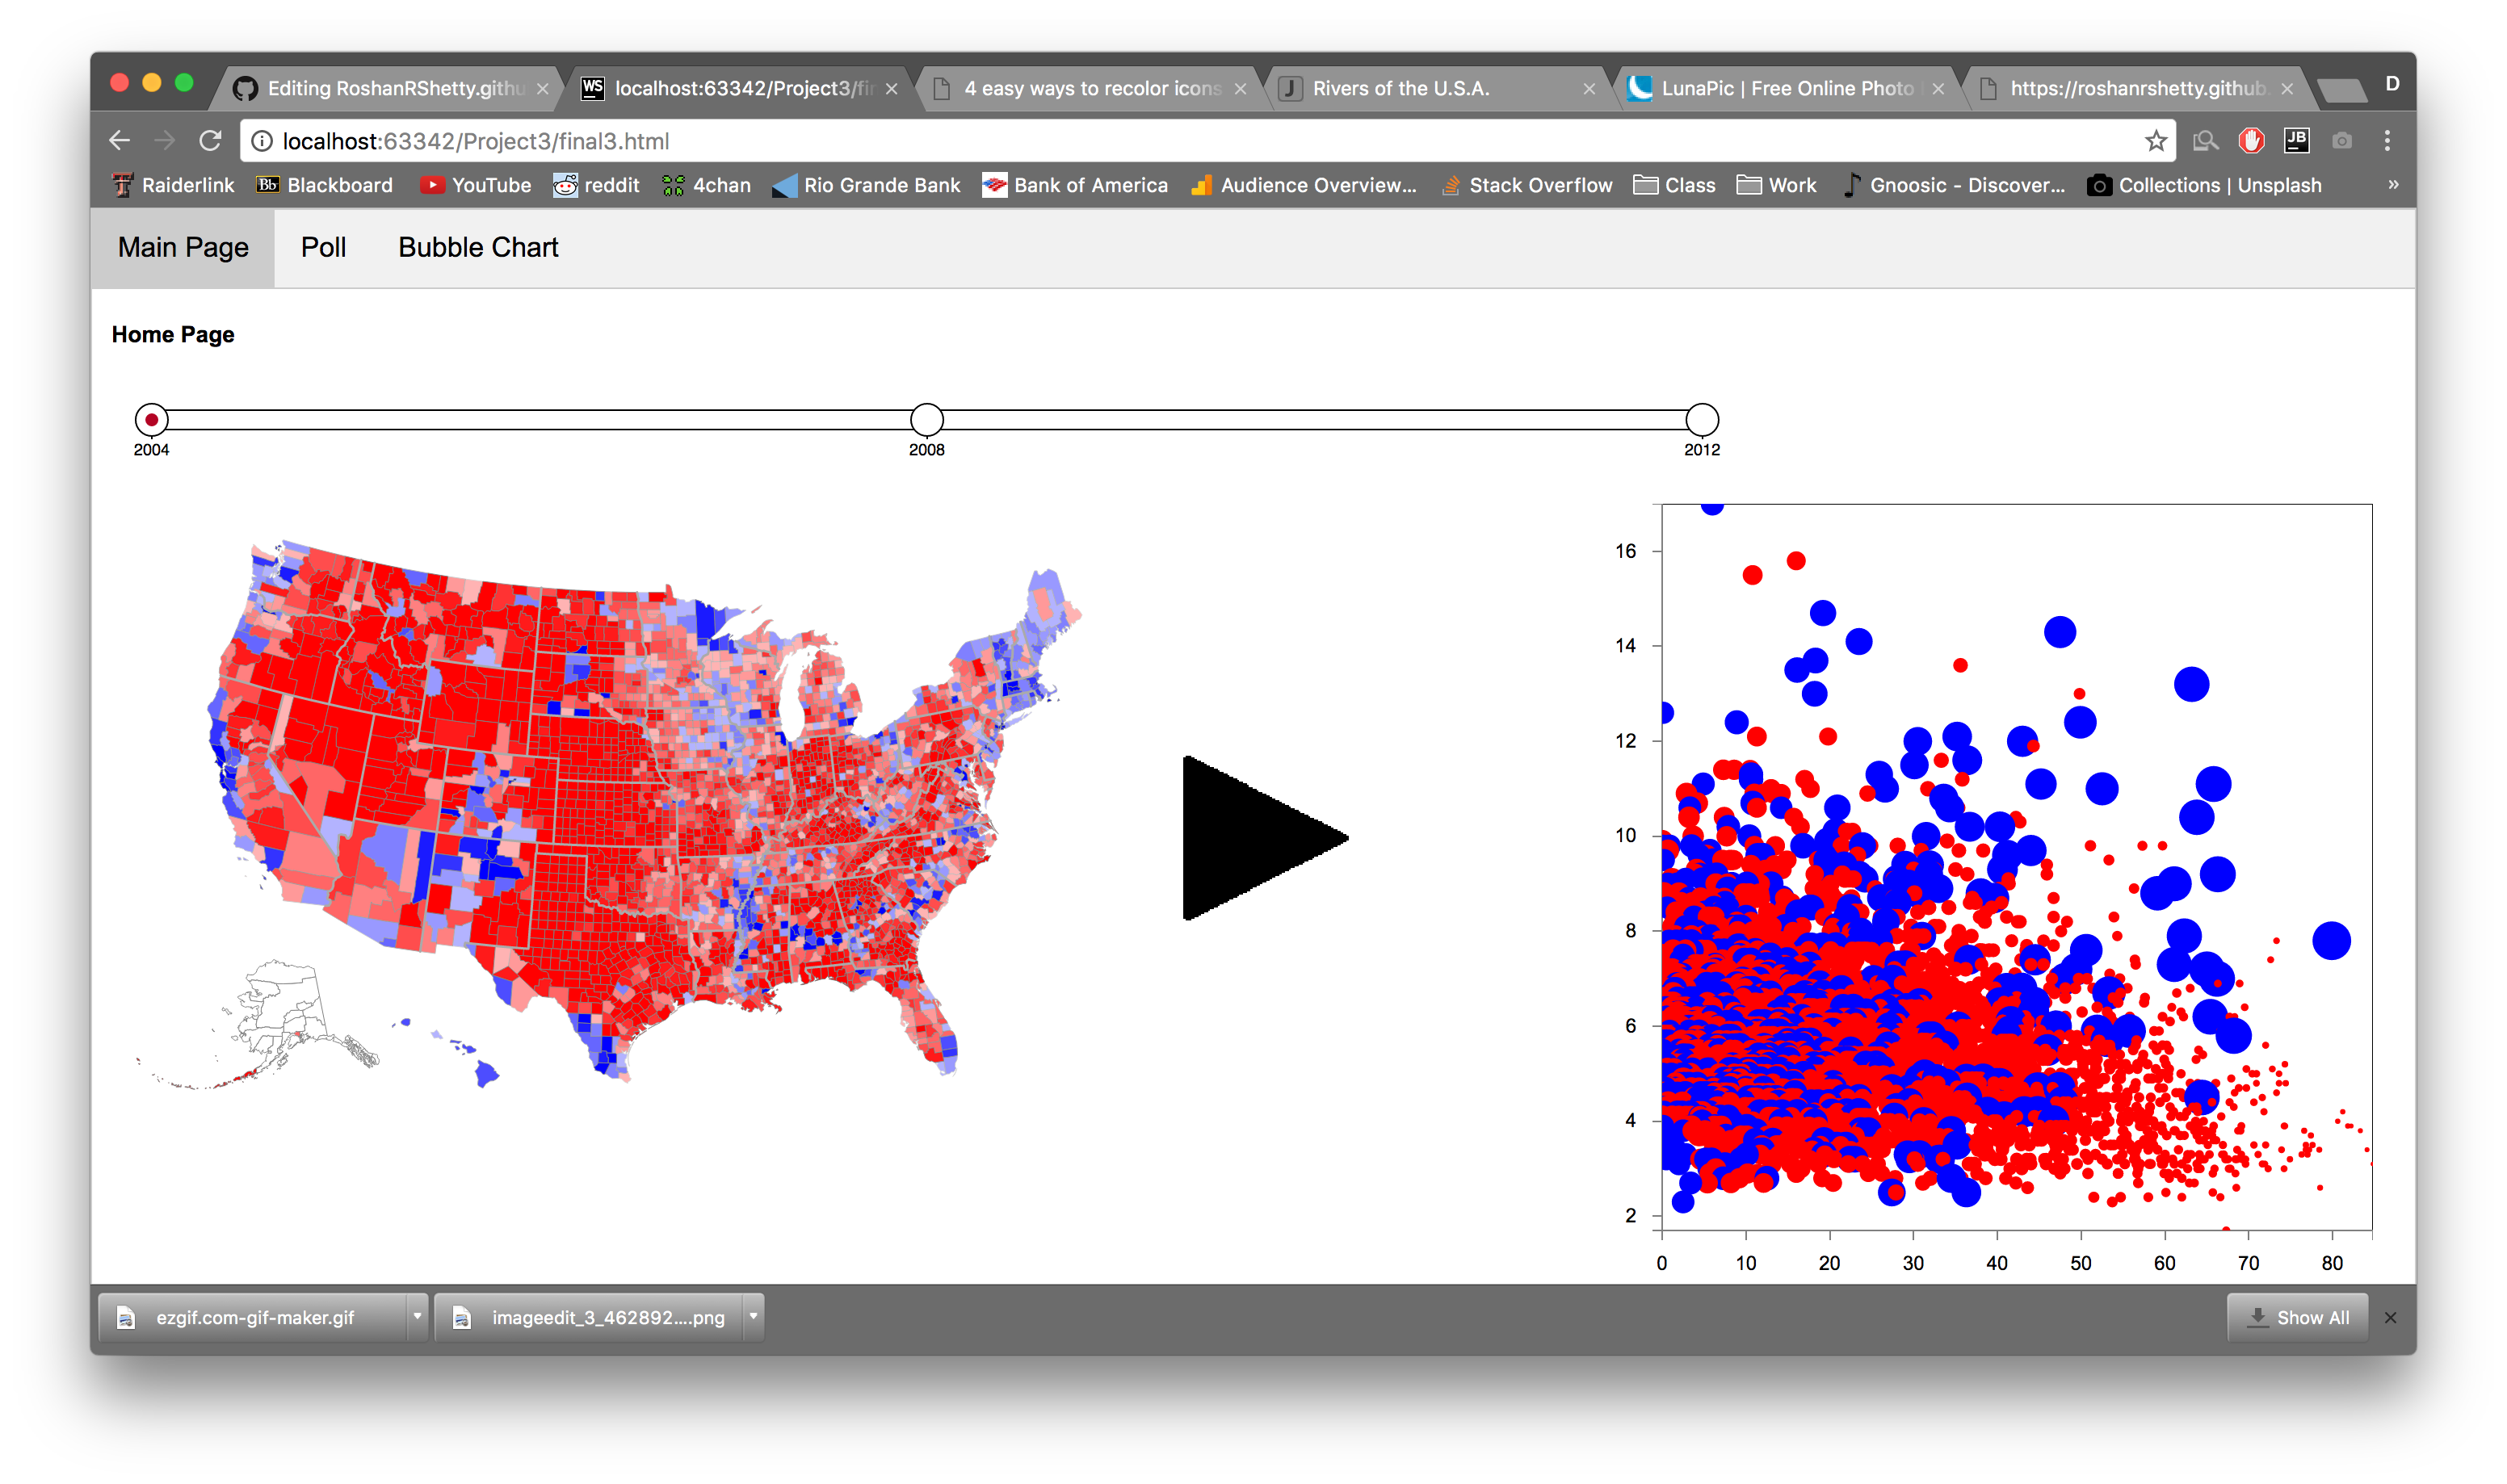 Editing RoshanRShetty.githu
WS localhost:63342/Project3/fin
4 easy ways to recolor icons
J Rivers of the U.S.A.
LunaPic | Free Online Photo
https://roshanrshetty.github.
D
localhost:63342/Project3/final3.html
JB
Raiderlink
Bb Blackboard
YouTube
reddit
4chan
Rio Grande Bank
Bank of America
Audience Overview...
Stack Overflow
Class
Work
Gnoosic - Discover...
Collections | Unsplash
»
Main Page
Poll
Bubble Chart
Home Page
2004
2008
2012
16
14
12
10
8
6
4
2
0 10 20 30 40 50 60 70 80
ezgif.com-gif-maker.gif
imageedit_3_462892....png
Show All